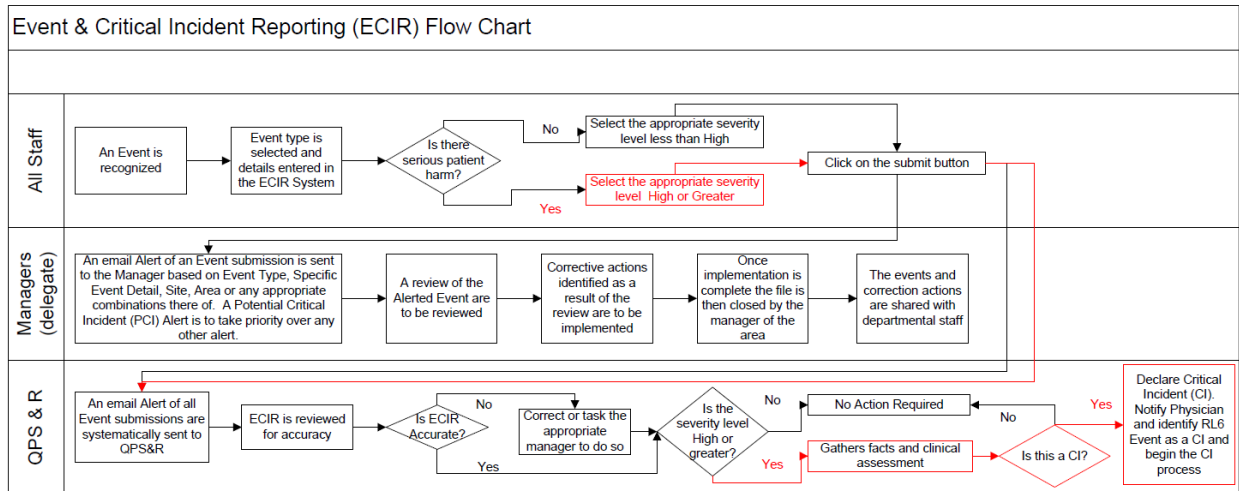 Event & Critical Incident Reporting (ECIR) Flow Chart
All Staff
An Event is
recognized
Event type is
selected and
details entered in
the ECIR System
Is there
serious patient
harm?
No
Yes
Select the appropriate severity
level less than High
Select the appropriate severity
level High or Greater
Click on the submit button
Managers
(delegate)
An email Alert of an Event submission is sent
to the Manager based on Event Type, Specific
Event Detail, Site, Area or any appropriate
combinations there of. A Potential Critical
Incident (PCI) Alert is to take priority over any
other alert.
A review of the
Alerted Event are
to be reviewed
Corrective actions
identified as a
result of the
review are to be
implemented
Once
implementation is
complete the file is
then closed by the
manager of the
area
The events and
correction actions
are shared with
departmental staff
QPS & R
An email Alert of all
Event submissions are
systematically sent to
QPS&R
ECIR is reviewed
for accuracy
Is ECIR
Accurate?
No
Yes
Correct or task the
appropriate
manager to do so
Is the
severity level
High or
greater?
No
Yes
No Action Required
Gathers facts and clinical
assessment
Is this a CI?
No
Yes
Declare Critical
Incident (CI).
Notify Physician
and identify RL6
Event as a CI and
begin the CI
process